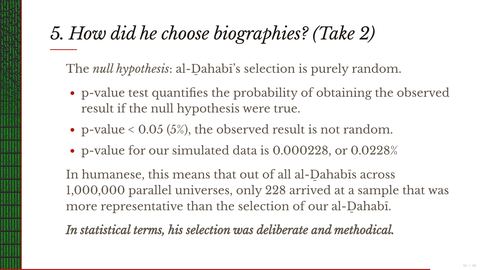 5. How did he choose biographies? (Take 2)
The null hypothesis: al-Ḏahabī’s selection is purely random.
• p-value test quantifies the probability of obtaining the observed
result if the null hypothesis were true.
• p-value < 0.05 (5%), the observed result is not random.
• p-value for our simulated data is 0.000228, or 0.0228%
In humanese, this means that out of all al-Ḏahabīs across
1,000,000 parallel universes, only 228 arrived at a sample that was
more representative than the selection of our al-Ḏahabī.
In statistical terms, his selection was deliberate and methodical.